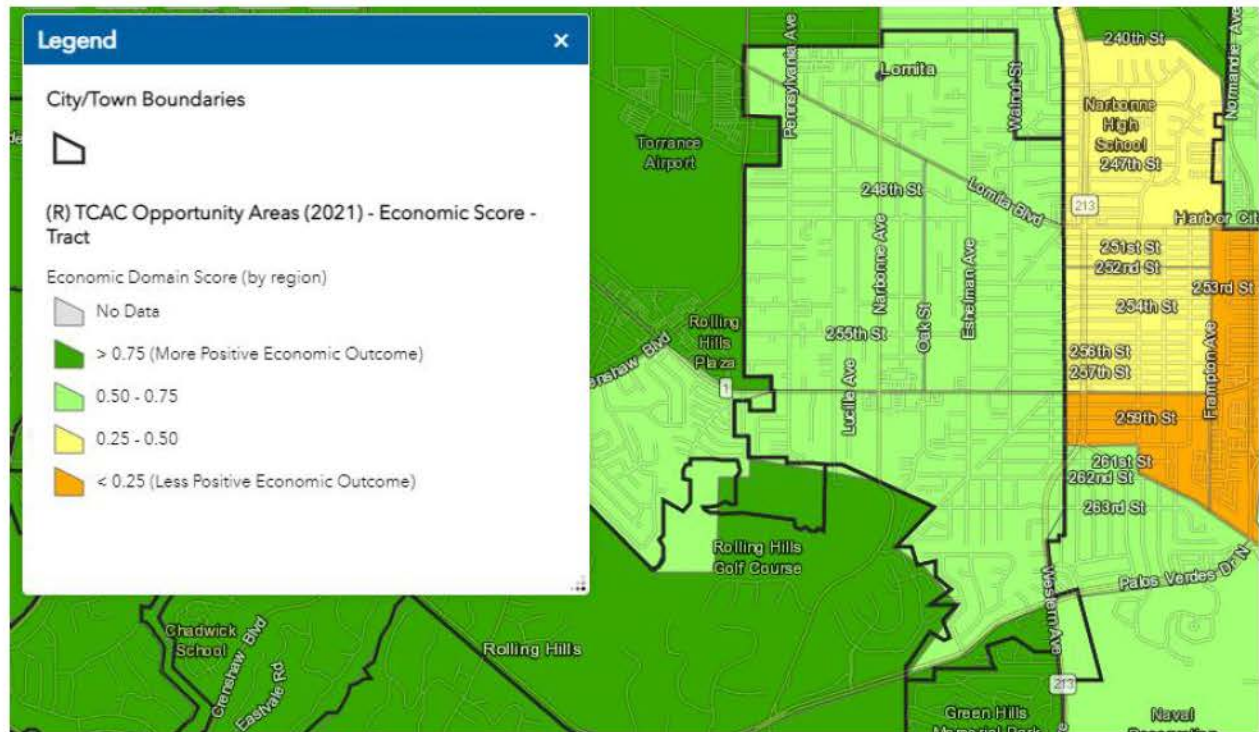 Legend
×
City/Town Boundaries
(R) TCAC Opportunity Areas (2021) - Economic Score -
Tract
Economic Domain Score (by region)
No Data
> 0.75 (More Positive Economic Outcome)
0.50 - 0.75
0.25 - 0.50
< 0.25 (Less Positive Economic Outcome)
Pennsylvania Ave
Lomita
Walnut St
240th St
Normandie Ave
Narbonne
High
School
247th St
Torrance
Airport
248th St
Lomita Blvd
213
Harbor Cit
Narbonne Ave
Eshelman Ave
251st St
252nd St
253rd St
254th St
Rolling
Hills
Plaza
255th St
Oak St
256th St
257th St
Frampton Ave
enshaw Blvd
1
Lucille Ave
259th St
261st St
262nd St
263rd St
Rolling Hills
Golf Course
Western Ave
Palos Verdes Dr N
Chadwick
School
Crenshaw Blvd
Eastvale Rd
Rolling Hills
213
Green Hills
Memorial Park
Naval